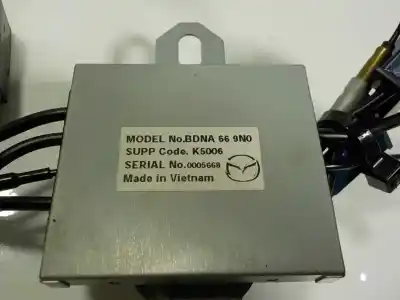 MODEL No.BDNA 66 9N0
SUPP Code. K5006
SERIAL No.0005668
Made in Vietnam